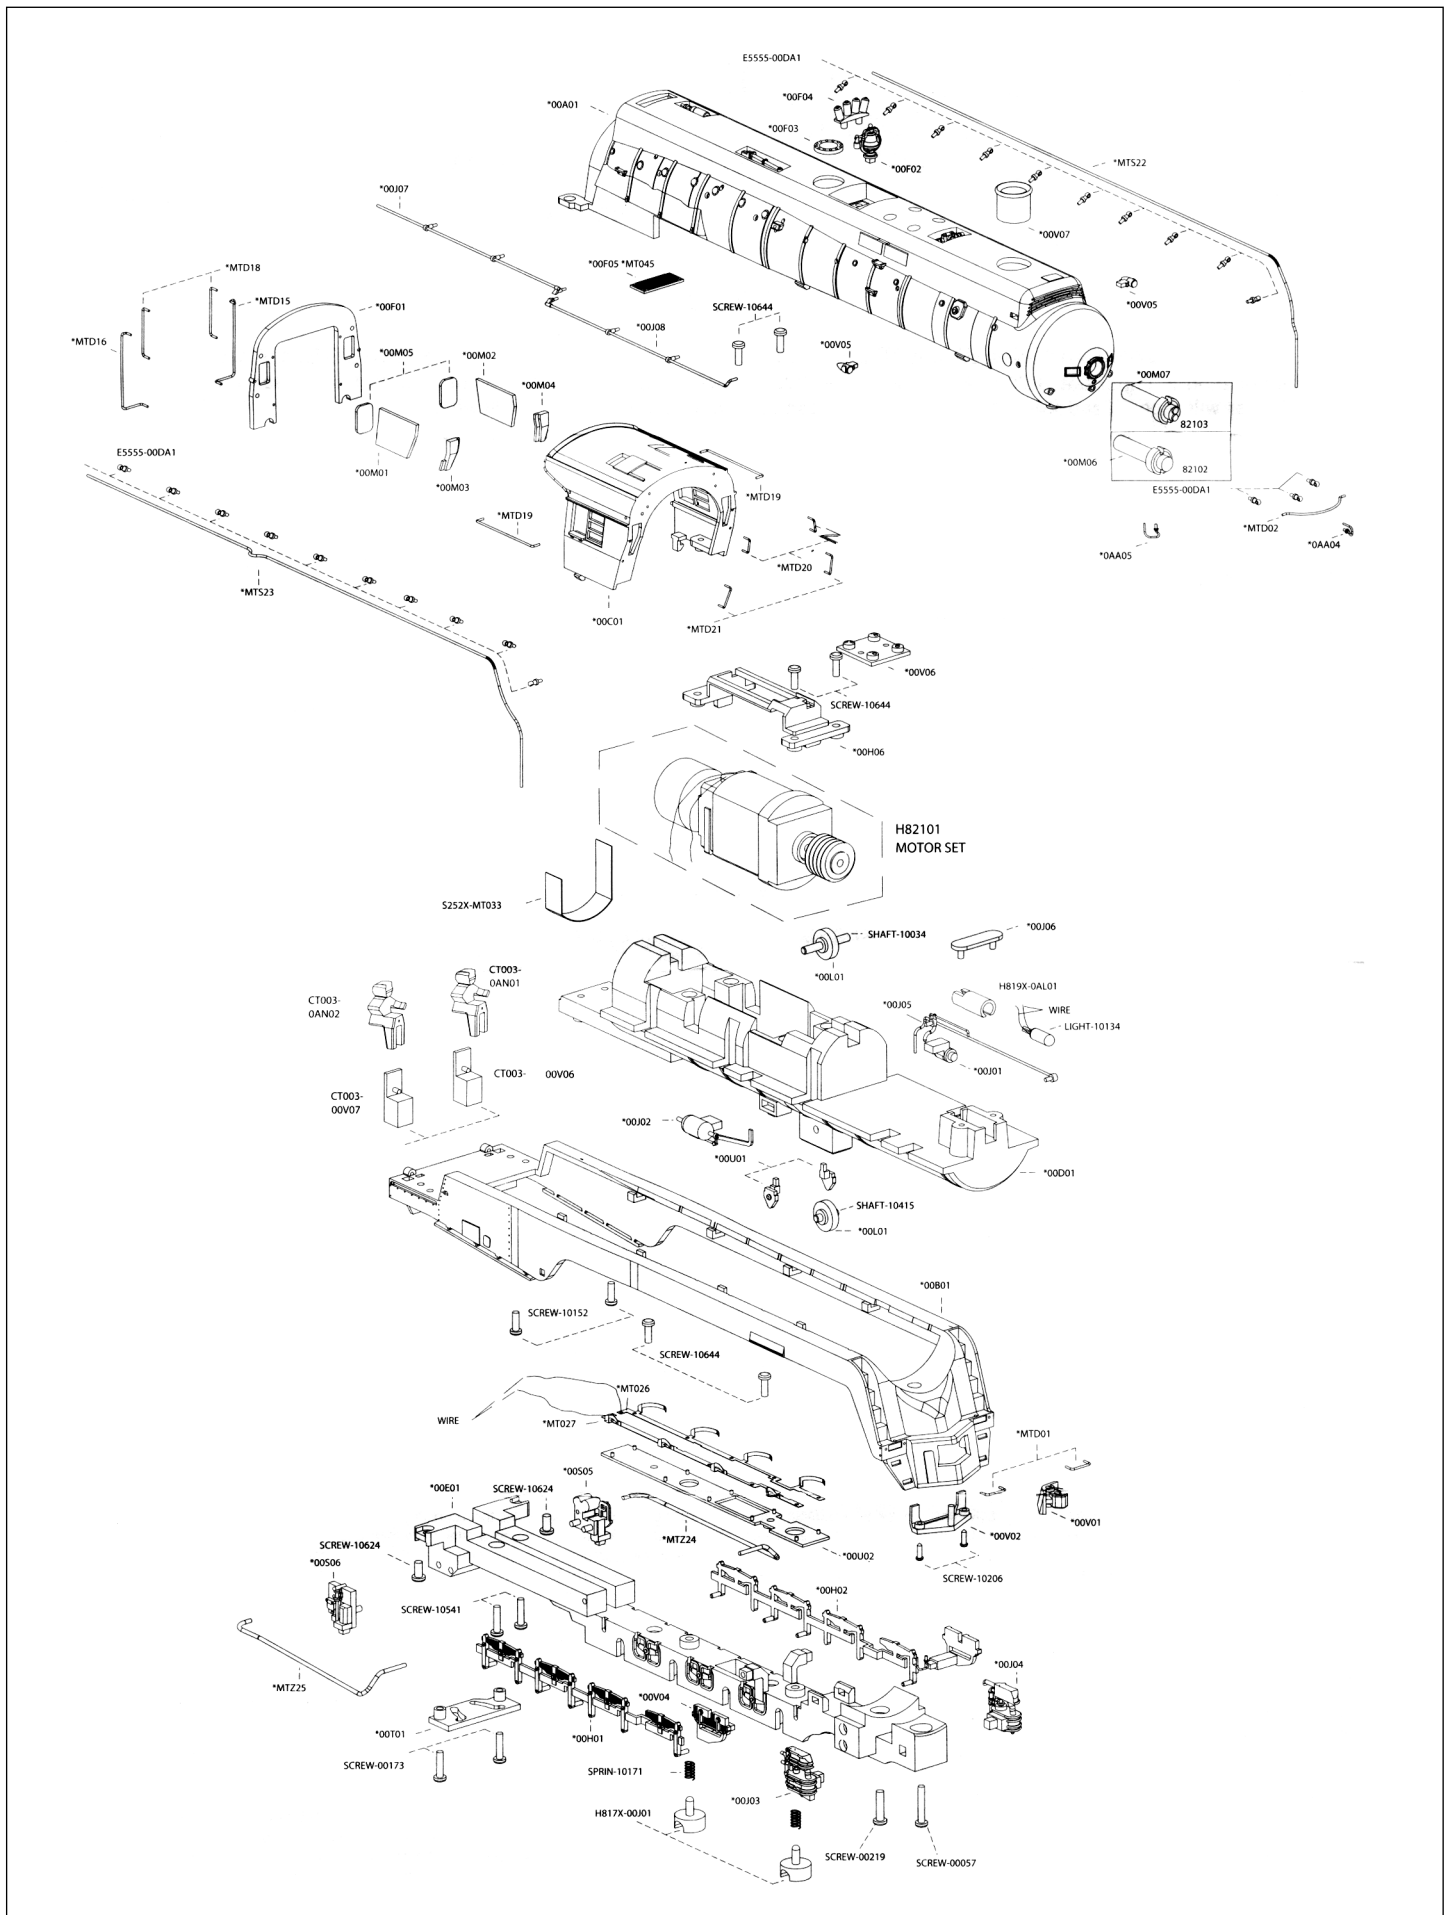 E5555-00DA1
*00F04
*00A01
*00F03
*00F02
*MTS22
*00J07
*00V07
*MTD18
*00F05 *MT045
*MTD15
*00F01
SCREW-10644
*00V05
*00J08
*MTD16
*00V05
*00M05
*00M02
*00M07
*00M04
82103
E5555-00DA1
*00M06
82102
*00M01
*00M03
E5555-00DA1
*MTD19
*MTD19
*MTD02
*0AA04
*0AA05
*MTD20
*MTS23
*00C01
*MTD21
*00V06
SCREW-10644
*00H06
H82101
MOTOR SET
S252X-MT033
SHAFT-10034
*00J06
CT003-
0AN01
*00L01
H819X-0AL01
CT003-
0AN02
*00J05
WIRE
LIGHT-10134
*00J01
CT003- 00V06
CT003-
00V07
*00J02
*00U01
*00D01
SHAFT-10415
*00L01
*00B01
SCREW-10152
SCREW-10644
*MT026
WIRE
*MT027
*MTD01
*00S05
*00E01
SCREW-10624
*00V01
*00V02
*MTZ24
*00U02
SCREW-10624
*00S06
SCREW-10206
*00H02
SCREW-10541
*00J04
*MTZ25
*00V04
*00T01
*00H01
SCREW-00173
SPRIN-10171
*00J03
H817X-00J01
SCREW-00219
SCREW-00057